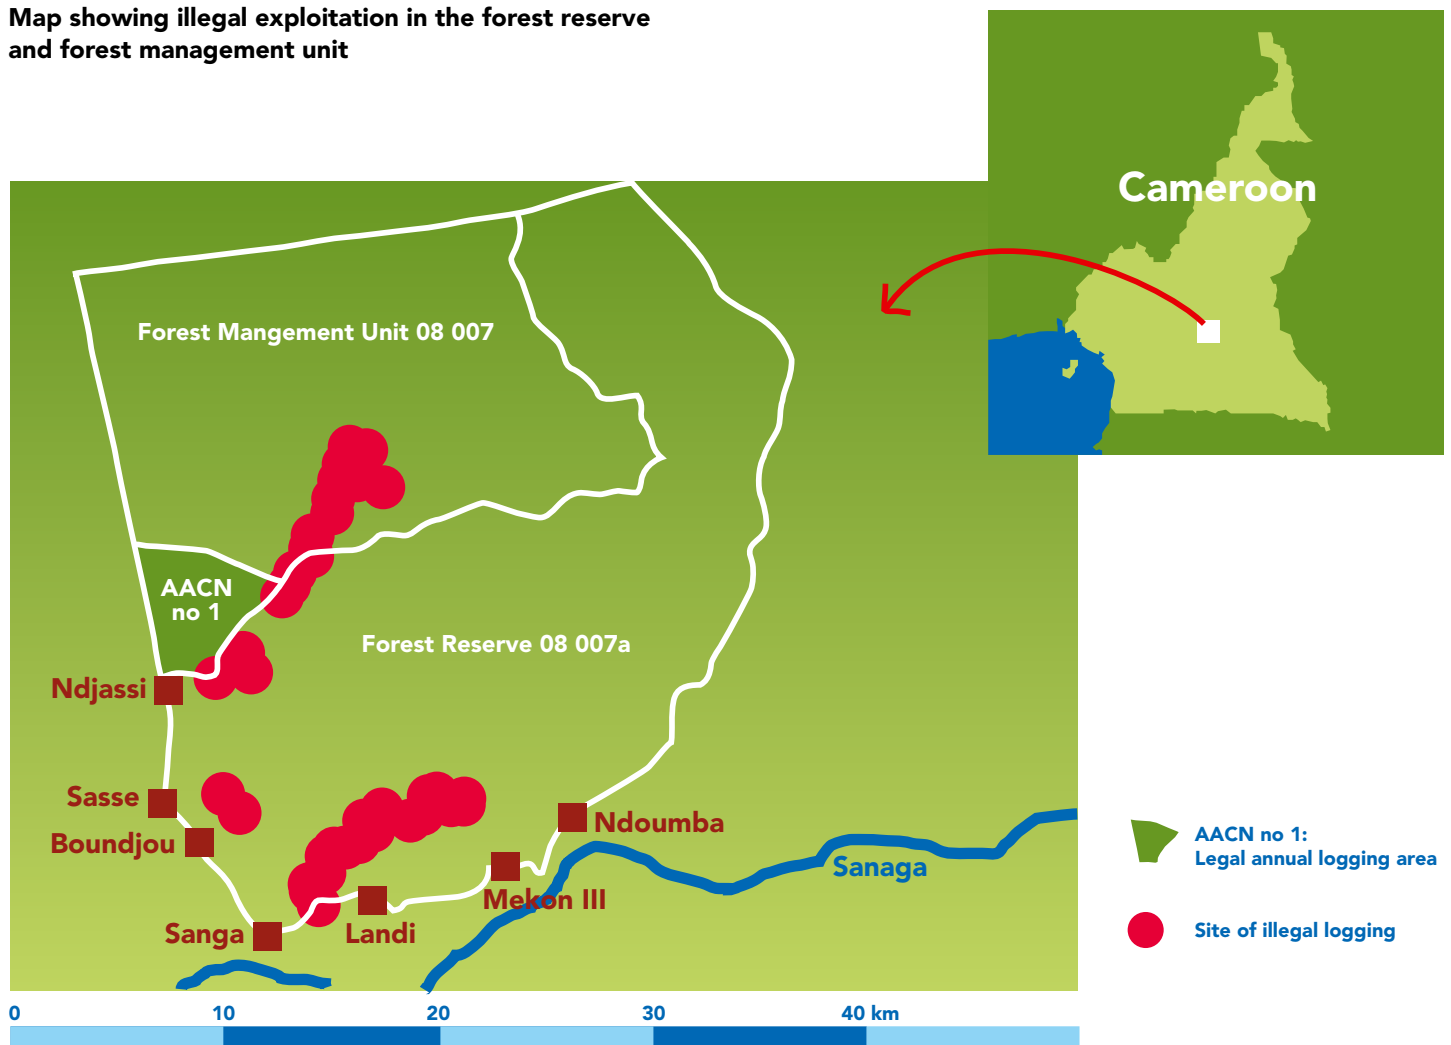 Map showing illegal exploitation in the forest reserve
and forest management unit
Cameroon
Forest Mangement Unit 08 007
AACN
no 1
Forest Reserve 08 007a
Ndjassi
Sasse
Boundjou
Ndoumba
Sanaga
Mekon III
Sanga
Landi
AACN no 1:
Legal annual logging area
Site of illegal logging
0 10 20 30 40 km